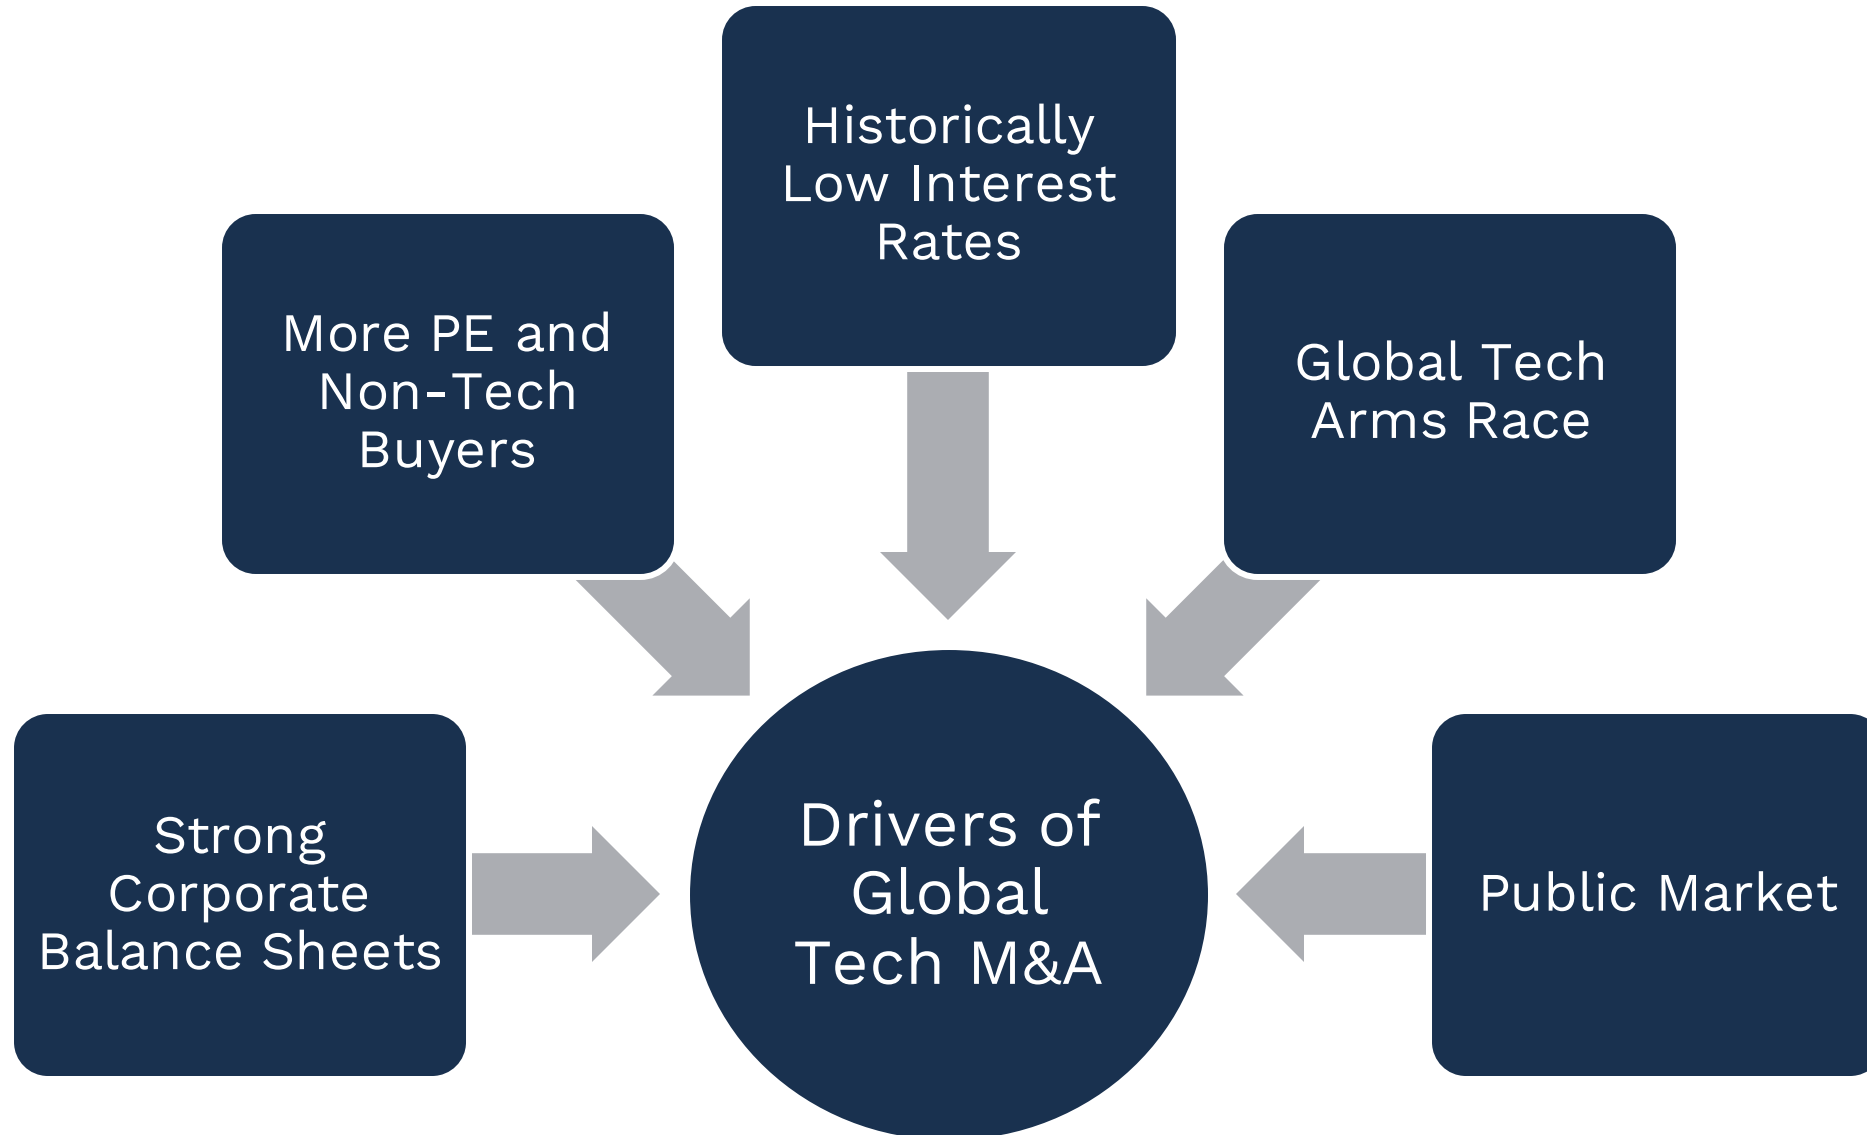 Historically
Low Interest
Rates
More PE and
Non-Tech
Buyers
Global Tech
Arms Race
Strong
Corporate
Balance Sheets
Drivers of
Global
Tech M&A
Public Market